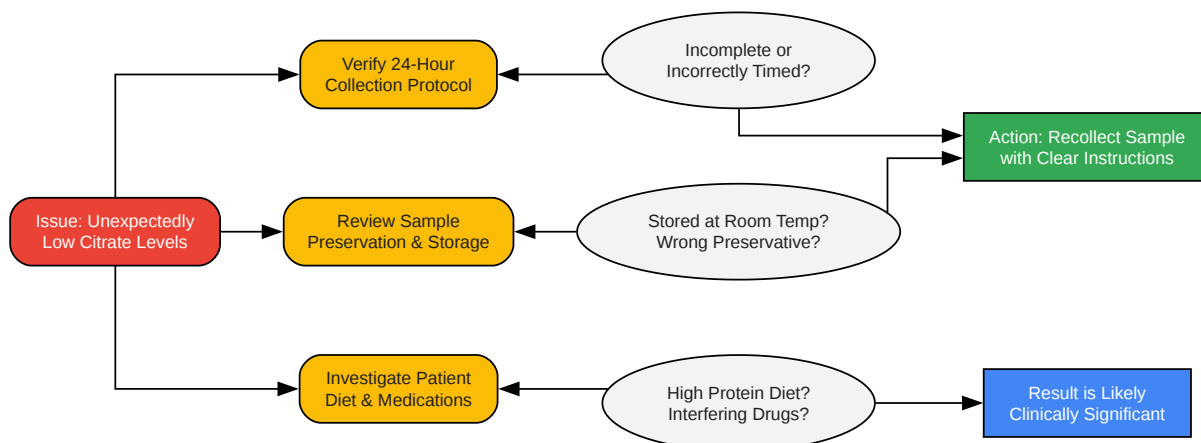 Verify 24-Hour
Collection Protocol
Incomplete or
Incorrectly Timed?
Action: Recollect Sample
with Clear Instructions
Issue: Unexpectedly
Low Citrate Levels
Review Sample
Preservation & Storage
Stored at Room Temp?
Wrong Preservative?
Investigate Patient
Diet & Medications
High Protein Diet?
Interfering Drugs?
Result is Likely
Clinically Significant